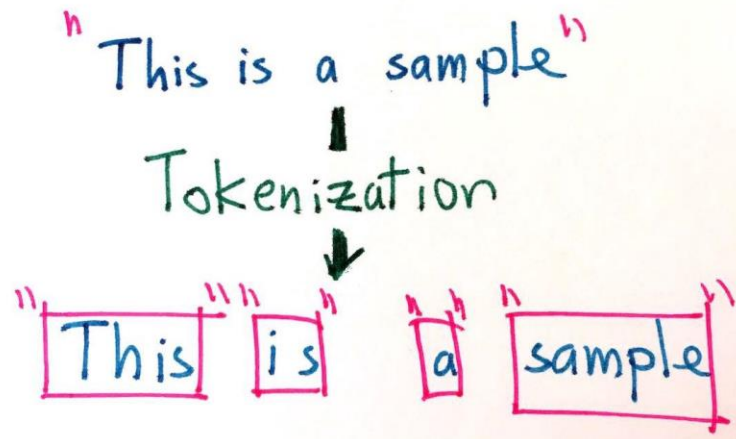 "This is a sample"
Tokenization
"This" "is" "a" "sample"